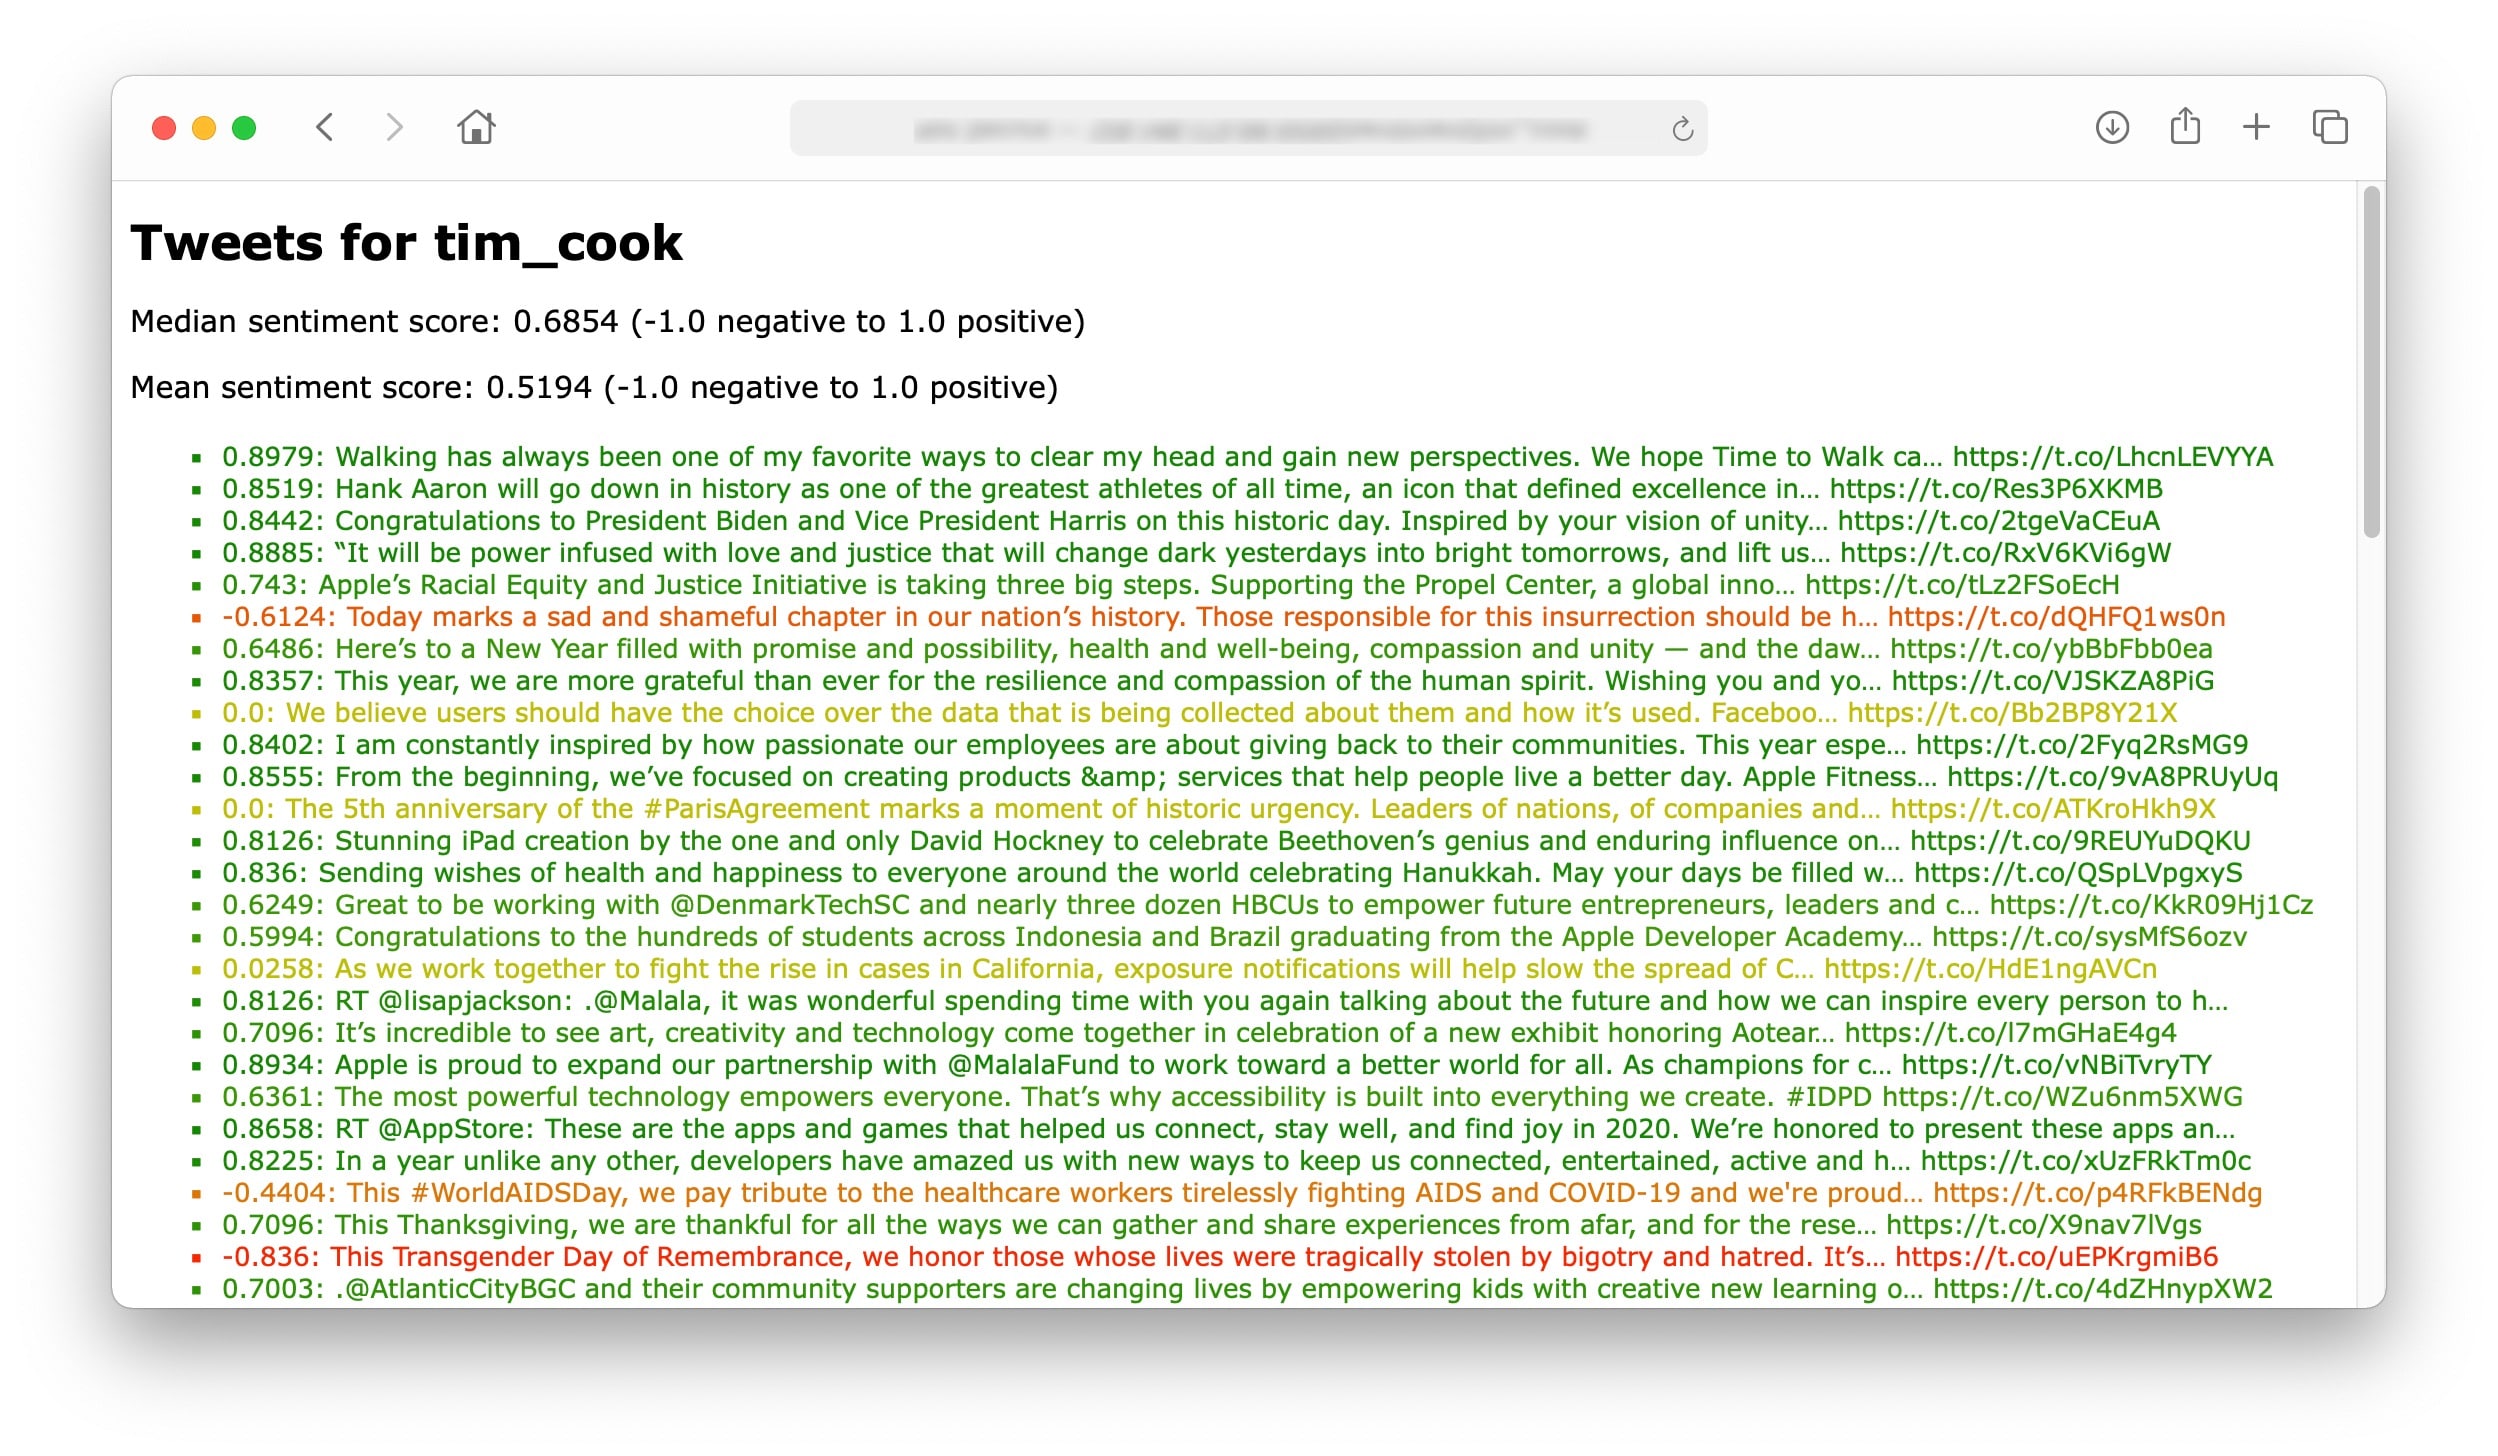 Tweets for tim_cook
Median sentiment score: 0.6854 (-1.0 negative to 1.0 positive)
Mean sentiment score: 0.5194 (-1.0 negative to 1.0 positive)
0.8979: Walking has always been one of my favorite ways to clear my head and gain new perspectives. We hope Time to Walk ca… https://t.co/LhcnLEVYYA
0.8519: Hank Aaron will go down in history as one of the greatest athletes of all time, an icon that defined excellence in… https://t.co/Res3P6XKMB
0.8442: Congratulations to President Biden and Vice President Harris on this historic day. Inspired by your vision of unity… https://t.co/2tgeVaCEuA
0.8885: “It will be power infused with love and justice that will change dark yesterdays into bright tomorrows, and lift us… https://t.co/RxV6KVi6gW
0.743: Apple’s Racial Equity and Justice Initiative is taking three big steps. Supporting the Propel Center, a global inno… https://t.co/tLz2FSoEcH
-0.6124: Today marks a sad and shameful chapter in our nation’s history. Those responsible for this insurrection should be h… https://t.co/dQHFQ1ws0n
0.6486: Here’s to a New Year filled with promise and possibility, health and well-being, compassion and unity — and the daw… https://t.co/ybBbFbb0ea
0.8357: This year, we are more grateful than ever for the resilience and compassion of the human spirit. Wishing you and yo… https://t.co/VJSKZA8PiG
0.0: We believe users should have the choice over the data that is being collected about them and how it’s used. Faceboo… https://t.co/Bb2BP8Y21X
0.8402: I am constantly inspired by how passionate our employees are about giving back to their communities. This year espe… https://t.co/2Fyq2RsMG9
0.8555: From the beginning, we’ve focused on creating products &amp; services that help people live a better day. Apple Fitness… https://t.co/9vA8PRUyUq
0.0: The 5th anniversary of the #ParisAgreement marks a moment of historic urgency. Leaders of nations, of companies and… https://t.co/ATKroHkh9X
0.8126: Stunning iPad creation by the one and only David Hockney to celebrate Beethoven’s genius and enduring influence on… https://t.co/9REUYuDQKU
0.836: Sending wishes of health and happiness to everyone around the world celebrating Hanukkah. May your days be filled w… https://t.co/QSpLVpgxyS
0.6249: Great to be working with @DenmarkTechSC and nearly three dozen HBCUs to empower future entrepreneurs, leaders and c… https://t.co/KkR09Hj1Cz
0.5994: Congratulations to the hundreds of students across Indonesia and Brazil graduating from the Apple Developer Academy… https://t.co/sysMfS6ozv
0.0258: As we work together to fight the rise in cases in California, exposure notifications will help slow the spread of C… https://t.co/HdE1ngAVCn
0.8126: RT @lisapjackson: .@Malala, it was wonderful spending time with you again talking about the future and how we can inspire every person to h…
0.7096: It’s incredible to see art, creativity and technology come together in celebration of a new exhibit honoring Aotear… https://t.co/l7mGHaE4g4
0.8934: Apple is proud to expand our partnership with @MalalaFund to work toward a better world for all. As champions for c… https://t.co/vNBiTvryTY
0.6361: The most powerful technology empowers everyone. That’s why accessibility is built into everything we create. #IDPD https://t.co/WZu6nm5XWG
0.8658: RT @AppStore: These are the apps and games that helped us connect, stay well, and find joy in 2020. We’re honored to present these apps an…
0.8225: In a year unlike any other, developers have amazed us with new ways to keep us connected, entertained, active and h… https://t.co/xUzFRkTm0c
-0.4404: This #WorldAIDSDay, we pay tribute to the healthcare workers tirelessly fighting AIDS and COVID-19 and we're proud… https://t.co/p4RFkBENdg
0.7096: This Thanksgiving, we are thankful for all the ways we can gather and share experiences from afar, and for the rese… https://t.co/X9nav7lVgs
-0.836: This Transgender Day of Remembrance, we honor those whose lives were tragically stolen by bigotry and hatred. It’s… https://t.co/uEPKrgmiB6
0.7003: .@AtlanticCityBGC and their community supporters are changing lives by empowering kids with creative new learning o… https://t.co/4dZHnypXW2